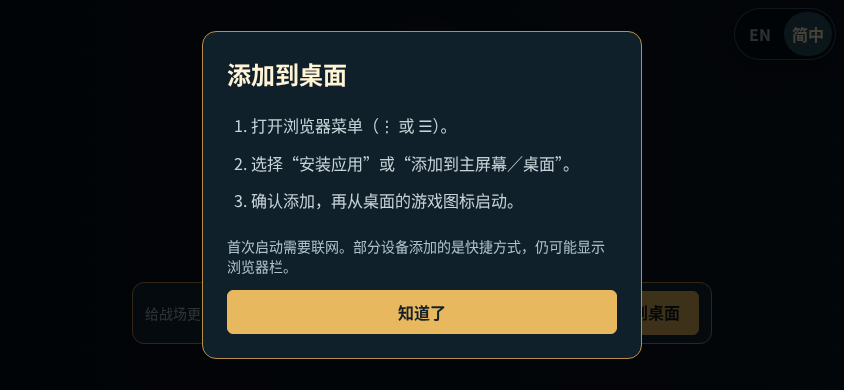 EN 简中
添加到桌面
1. 打开浏览器菜单（⋮ 或 ☰）。
2. 选择“安装应用”或“添加到主屏幕／桌面”。
3. 确认添加，再从桌面的游戏图标启动。
首次启动需要联网。部分设备添加的是快捷方式，仍可能显示
浏览器栏。
知道了
给战场更
到桌面